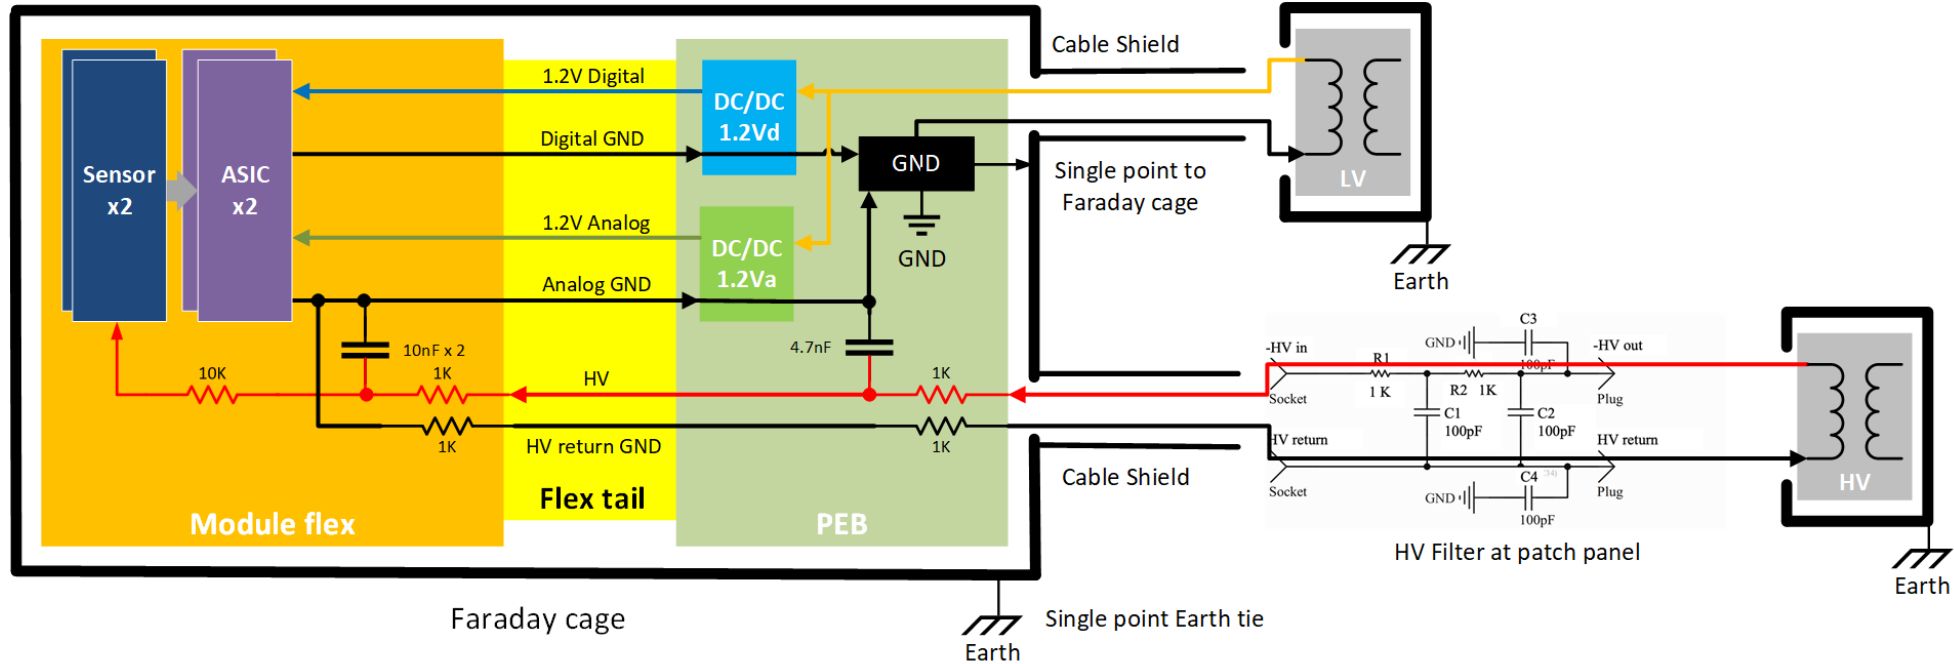 Cable Shield
1.2V Digital
DC/DC
1.2Vd
Digital GND
GND
Sensor
x2
ASIC
x2
LV
Single point to
Faraday cage
1.2V Analog
DC/DC
1.2Va
GND
Earth
Analog GND
10nF x 2
4.7nF
10K
1K
HV
1K
1K
HV return GND
1K
Cable Shield
Flex tail
Module flex
PEB
-HV in
R1
1 K
Socket
GND
C3
100pF
-HV out
R2 1K
Plug
C1
100pF
C2
100pF
HV return
HV return
Socket
GND
C4
100pF
Plug
HV
HV Filter at patch panel
Earth
Faraday cage
Single point Earth tie
Earth